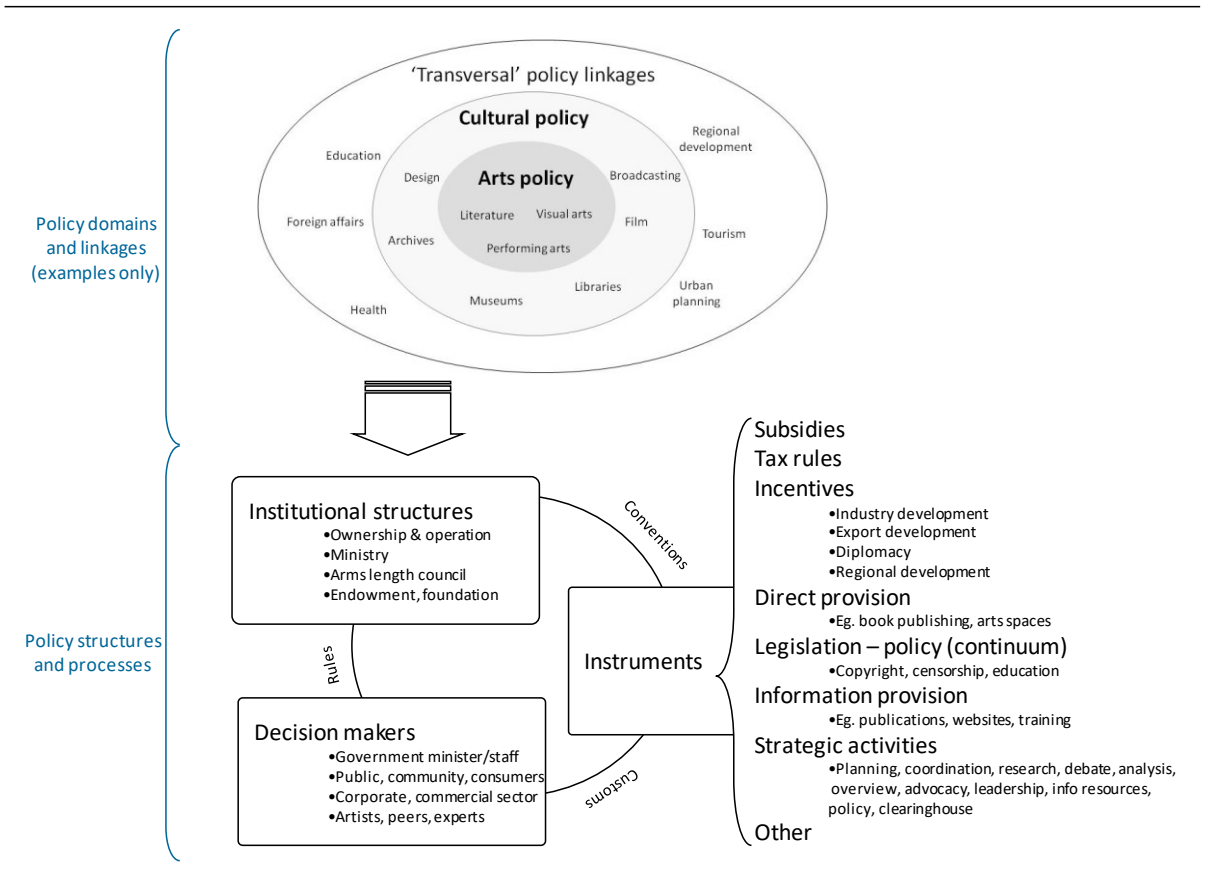 'Transversal' policy linkages
Cultural policy
Regional
development
Education
Design
Arts policy
Broadcasting
Literature
Visual arts
Film
Foreign affairs
Archives
Performing arts
Tourism
Libraries
Urban
planning
Museums
Health
Policy domains
and linkages
(examples only)
Policy structures
and processes
Institutional structures
•Ownership & operation
•Ministry
•Arms length council
•Endowment, foundation
Conventions
Rules
Customs
Decision makers
•Government minister/staff
•Public, community, consumers
•Corporate, commercial sector
•Artists, peers, experts
Instruments
Subsidies
Tax rules
Incentives
•Industry development
•Export development
•Diplomacy
•Regional development
Direct provision
•Eg. book publishing, arts spaces
Legislation – policy (continuum)
•Copyright, censorship, education
Information provision
•Eg. publications, websites, training
Strategic activities
•Planning, coordination, research, debate, analysis,
overview, advocacy, leadership, info resources,
policy, clearinghouse
Other